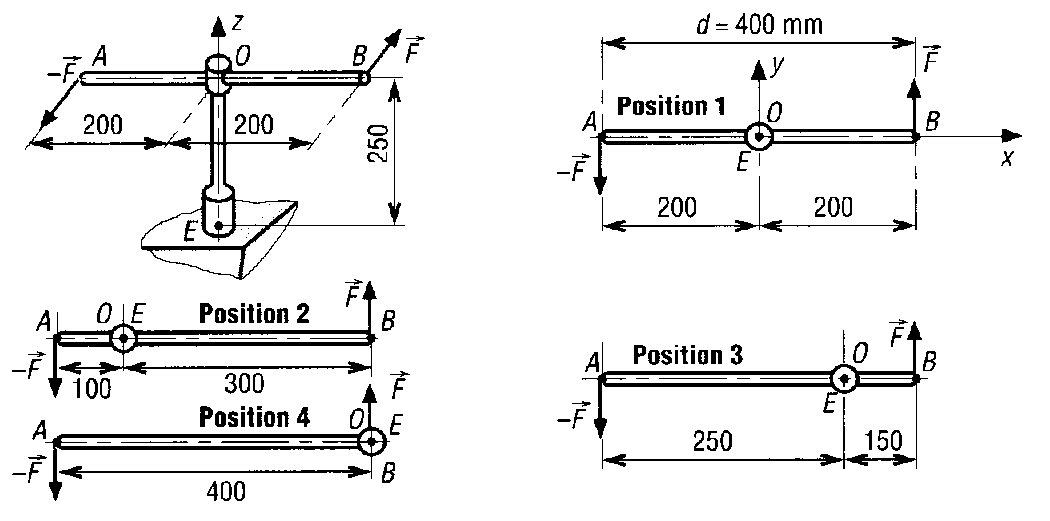 z
A
O
B
F
-F
200
200
250
E
d = 400 mm
y
F
Position 1
A
O
B
E
x
-F
200
200
A
O
E
Position 2
F
B
-F
100
300
F
Position 4
A
O
E
-F
B
400
F
Position 3
A
O
B
E
-F
250
150